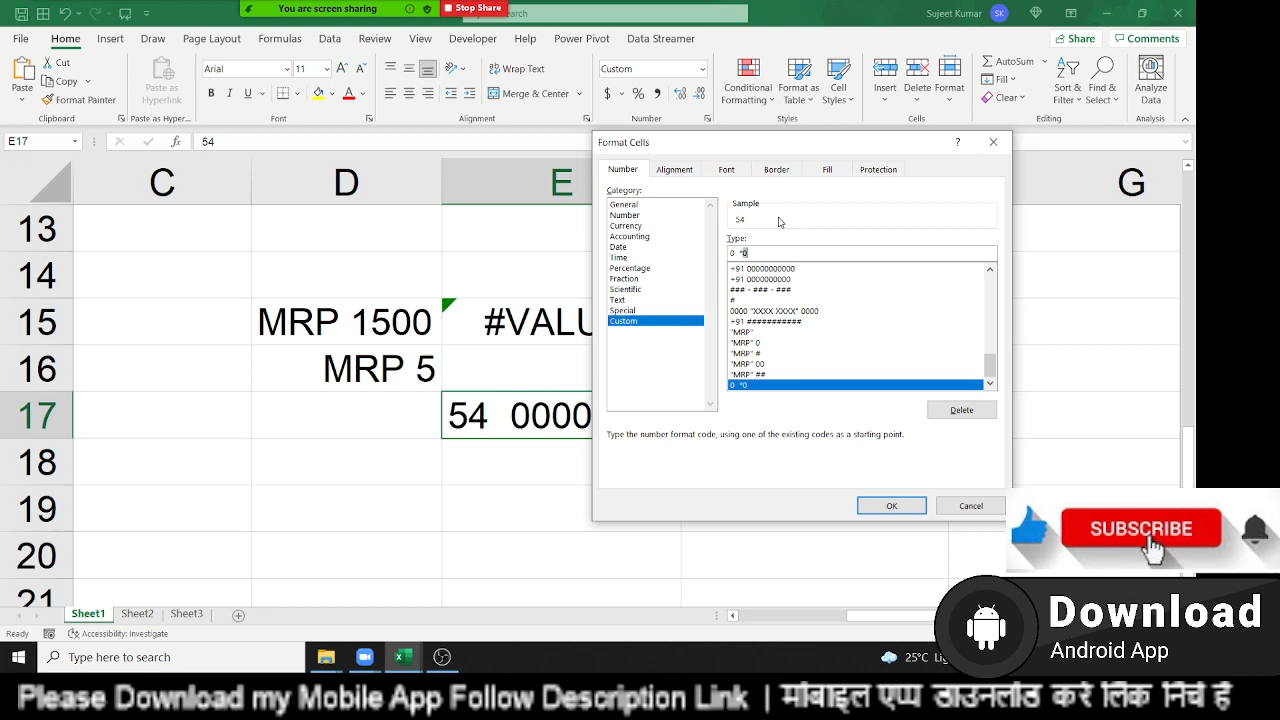 You are screen sharing
Stop Share
Search
Sujeet Kumar SK
File Home Insert Draw Page Layout Formulas Data Review View Developer Help Power Pivot Data Streamer
Share Comments
Paste Cut Copy Format Painter
Clipboard
Paste as Hyperlink
Paste as Hyper...
Arial 11
B I U
Font
Wrap Text
Merge & Center
Alignment
Custom
$ % 9
Number
Conditional Formatting Format as Table Cell Styles
Styles
Insert Delete Format
Cells
AutoSum Fill Clear
Sort & Filter Find & Select
Editing
Analyze Data
Analysis
E17 fx 54
C D E G
13
14
15 MRP 1500 #VALU
16 MRP 5
17 54 0000
18
19
20
21
Format Cells ?
Number Alignment Font Border Fill Protection
Category:
General
Number
Currency
Accounting
Date
Time
Percentage
Fraction
Scientific
Text
Special
Custom
Sample
54
Type:
0 *0
+91 0000000000
+91 0000000000
### - ### - ###
#
0000 "XXXX XXXX" 0000
+91 ###########
"MRP"
"MRP" 0
"MRP" #
"MRP" 00
"MRP" ##
0 *0
Delete
Type the number format code, using one of the existing codes as a starting point.
OK Cancel
SUBSCRIBE
Download
Android App
Sheet1 Sheet2 Sheet3
Ready Accessibility: Investigate
Type here to search
25°C
Please Download my Mobile App Follow Description Link | मोबाइल एप्प डाउनलोड करे लिंक निचे है